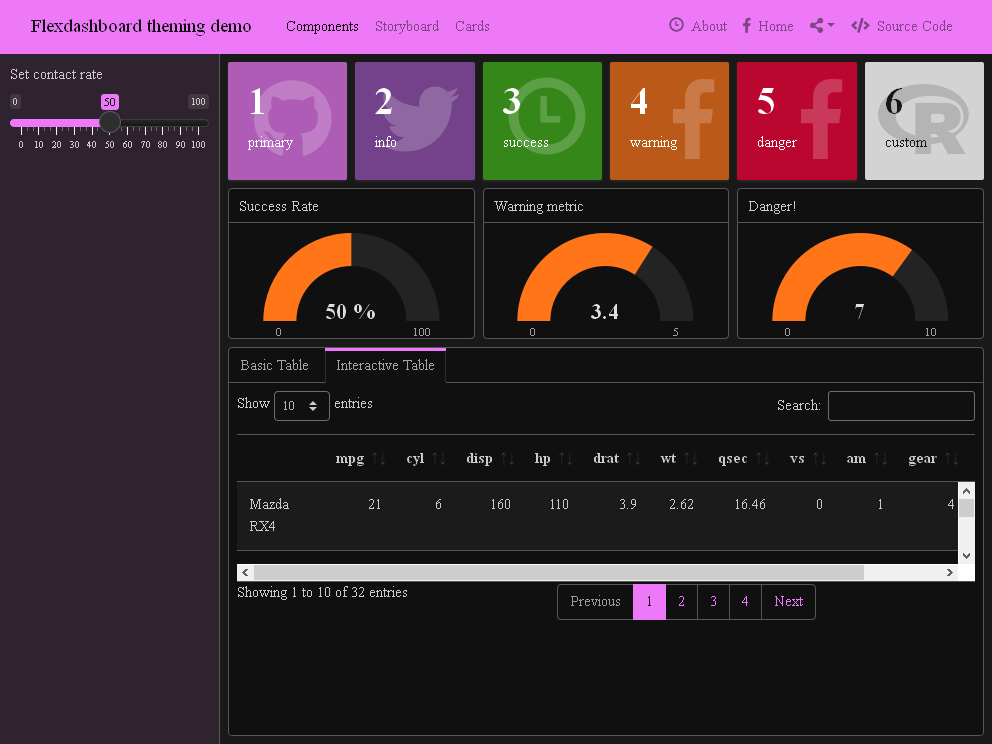 Flexdashboard theming demo Components Storyboard Cards About Home Source Code
Set contact rate
0 50 100
0 10 20 30 40 50 60 70 80 90 100
1 2 3 4 5 6
primary info success warning danger custom
Success Rate Warning metric Danger!
50 % 3.4 7
0 100 0 5 0 10
Basic Table Interactive Table
Show 10 entries Search:
mpg cyl disp hp drat wt qsec vs am gear
Mazda 21 6 160 110 3.9 2.62 16.46 0 1 4
RX4
Showing 1 to 10 of 32 entries Previous 1 2 3 4 Next